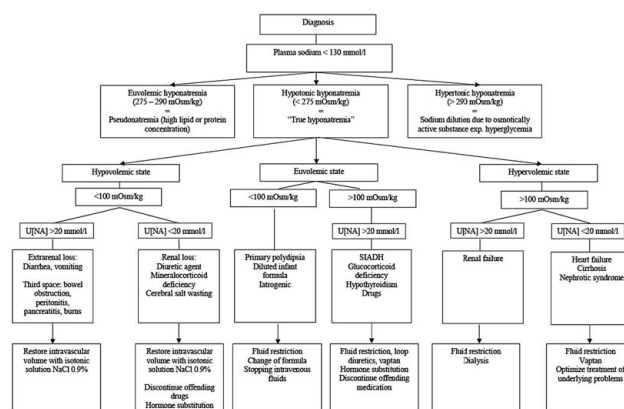 Diagnosis
Plasma sodium < 130 mmol/l
Euvolemic hyponatremia
(275 – 290 mOsm/kg)
=
Pseudonatremia (high lipid or protein
concentration)
Hypotonic hyponatremia
(< 275 mOsm/kg)
=
"True hyponatremia"
Hypertonic hyponatremia
(> 290 mOsm/kg)
=
Sodium dilution due to osmotically
active substance exp. hyperglycemia
Hypovolemic state
Euvolemic state
Hypervolemic state
<100 mOsm/kg
<100 mOsm/kg
>100 mOsm/kg
>100 mOsm/kg
U[NA] >20 mmol/l
U[NA] <20 mmol/l
U[NA] >20 mmol/l
U[NA] >20 mmol/l
U[NA] <20 mmol/l
Extrarenal loss:
Diarrhea, vomiting
Third space: bowel
obstruction,
peritonitis,
pancreatitis, burns
Renal loss:
Diuretic agent
Mineralocorticoid
deficiency
Cerebral salt wasting
Primary polydipsia
Diluted infant
formula
Iatrogenic
SIADH
Glucocorticoid
deficiency
Hypothyroidism
Drugs
Renal failure
Heart failure
Cirrhosis
Nephrotic syndrome
Restore intravascular
volume with isotonic
solution NaCl 0.9%
Restore intravascular
volume with isotonic
solution NaCl 0.9%
Discontinue offending
drugs
Hormone substitution
Fluid restriction
Change of formula
Stopping intravenous
fluids
Fluid restriction, loop
diuretics, vaptan
Hormone substitution
Discontinue offending
medication
Fluid restriction
Dialysis
Fluid restriction
Vaptan
Optimize treatment of
underlying problems